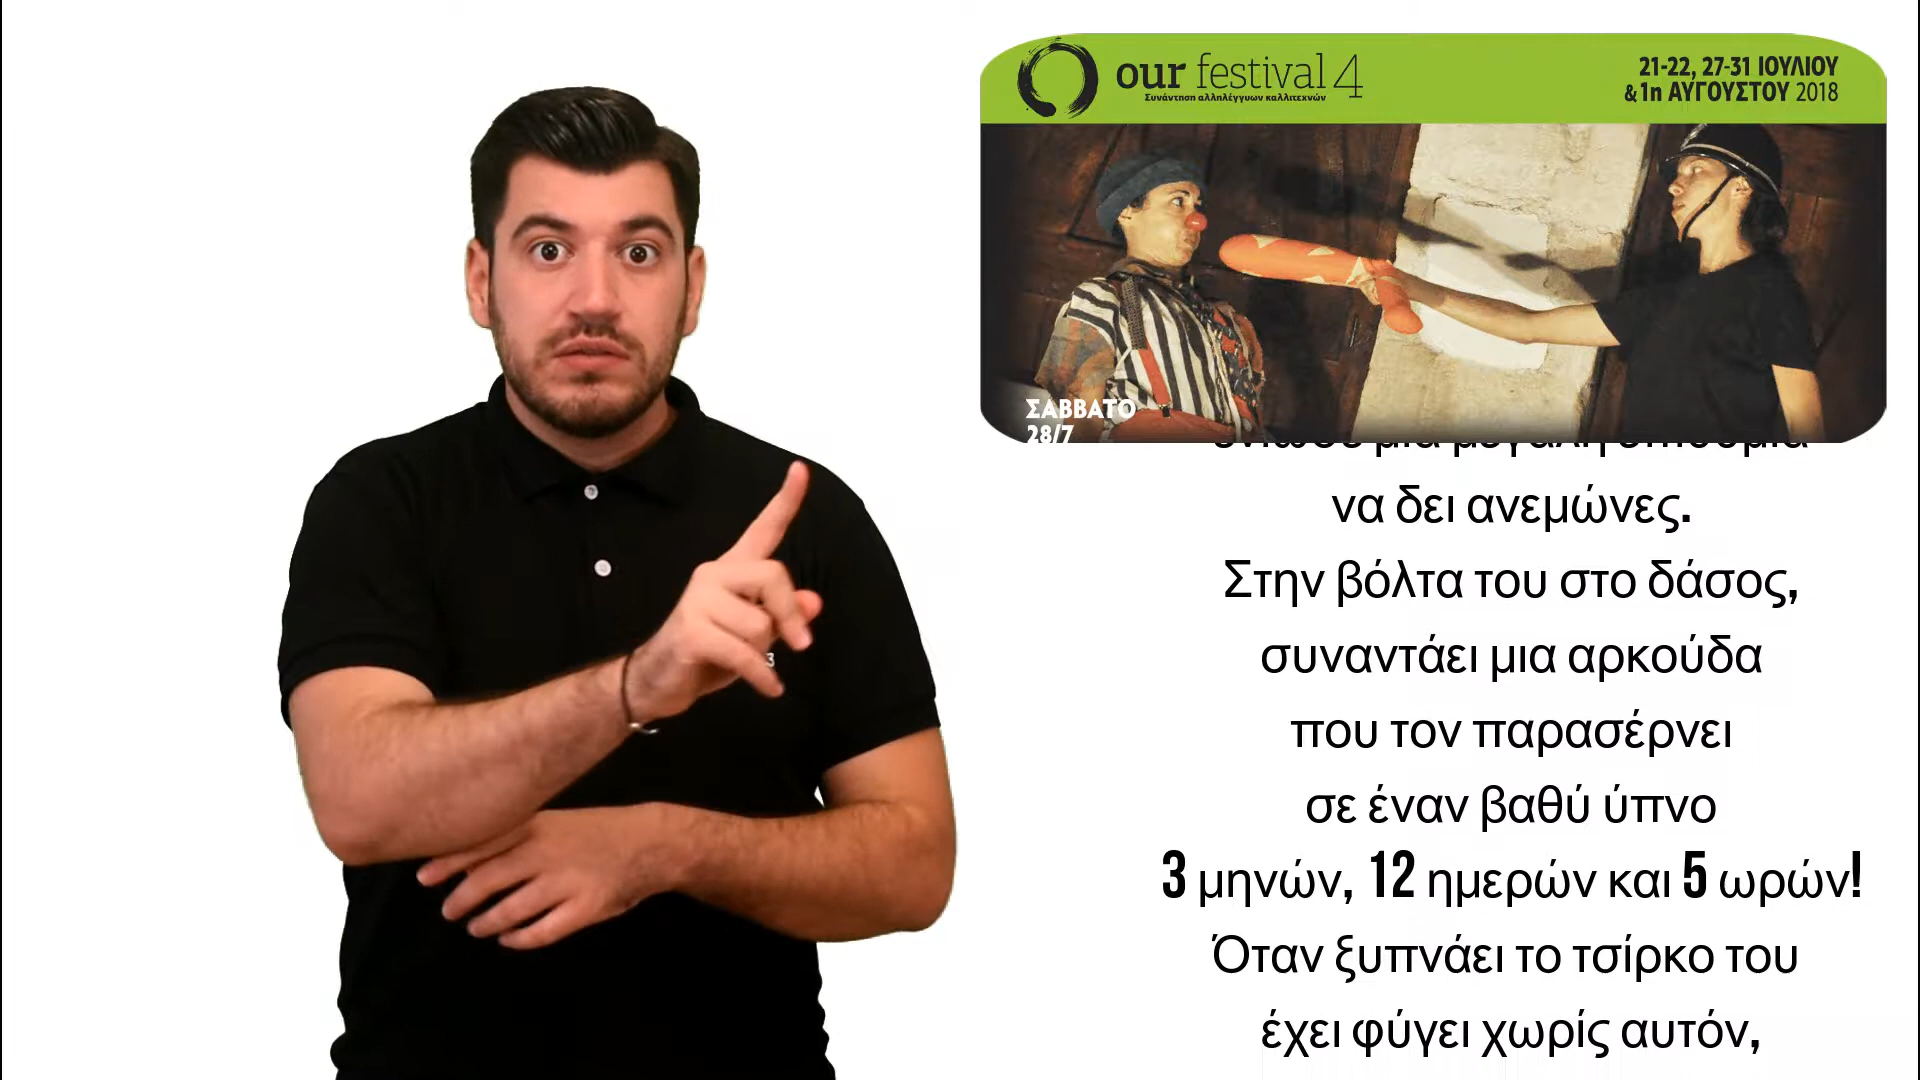 our festival 4
Συνάντηση αλληλέγγυων καλλιτεχνών
21-22, 27-31 ΙΟΥΛΙΟΥ
& 1η ΑΥΓΟΥΣΤΟΥ 2018
ΣΑΒΒΑΤΟ
28/7
να δει ανεμώνες.
Στην βόλτα του στο δάσος,
συναντάει μια αρκούδα
που τον παρασέρνει
σε έναν βαθύ ύπνο
3 μηνών, 12 ημερών και 5 ωρών!
Όταν ξυπνάει το τσίρκο του
έχει φύγει χωρίς αυτόν,